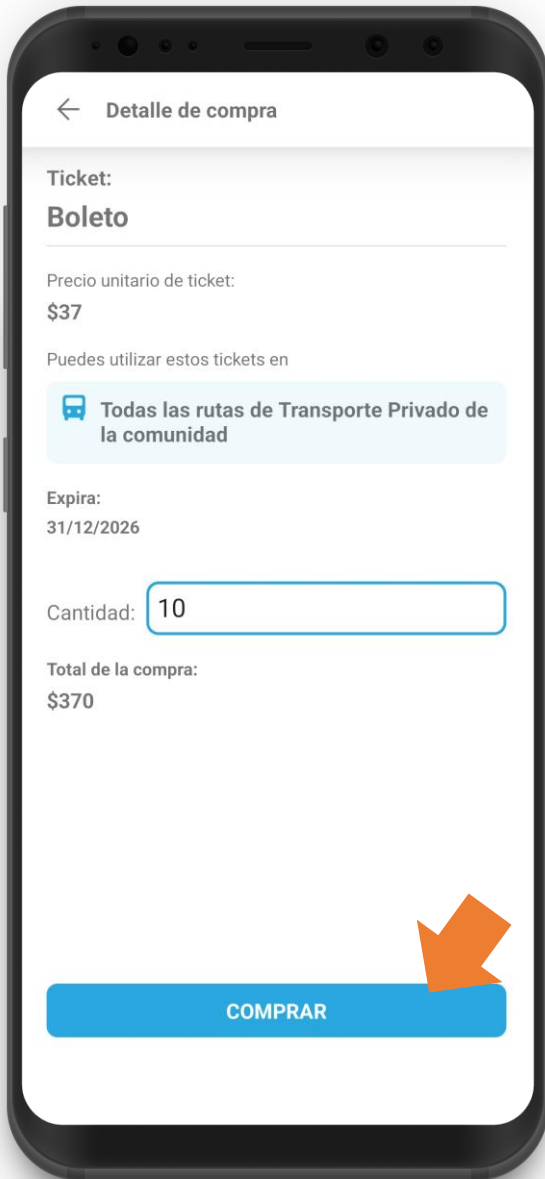 Detalle de compra
Ticket:
Boleto
Precio unitario de ticket:
$37
Puedes utilizar estos tickets en
Todas las rutas de Transporte Privado de
la comunidad
Expira:
31/12/2026
Cantidad: 10
Total de la compra:
$370
COMPRAR